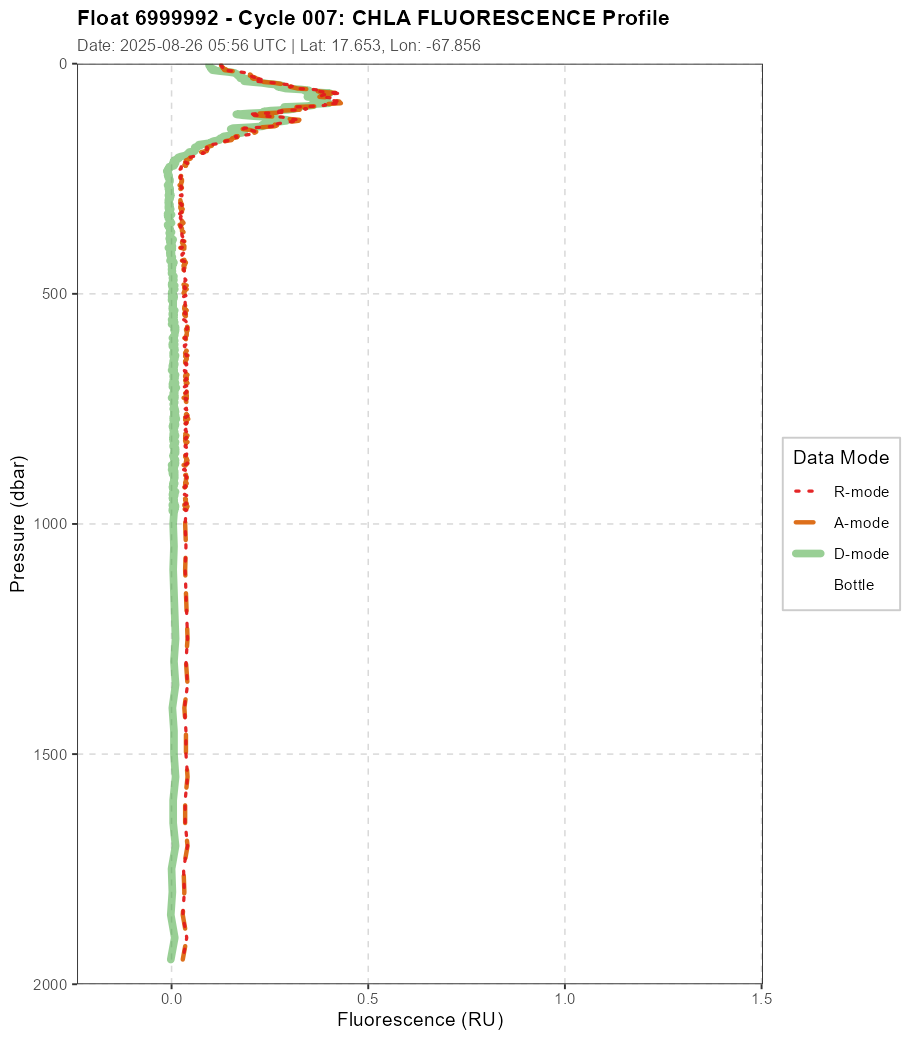 Float 6999992 - Cycle 007: CHLA FLUORESCENCE Profile
Date: 2025-08-26 05:56 UTC | Lat: 17.653, Lon: -67.856
0
500
1000
1500
2000
Pressure (dbar)
0.0
0.5
1.0
1.5
Fluorescence (RU)
Data Mode
R-mode
A-mode
D-mode
Bottle